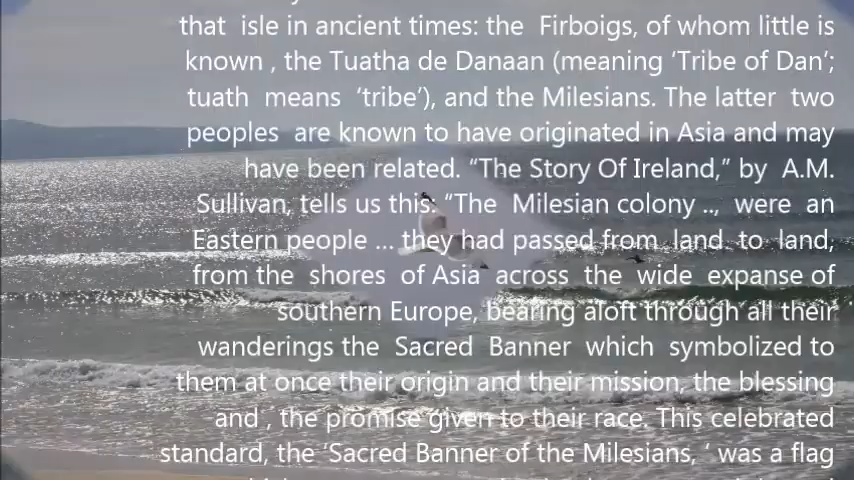 that isle in ancient times: the Firboigs, of whom little is
known , the Tuatha de Danaan (meaning ‘Tribe of Dan’;
tuath means ‘tribe’), and the Milesians. The latter two
peoples are known to have originated in Asia and may
have been related. “The Story Of Ireland,” by A.M.
Sullivan, tells us this: “The Milesian colony .., were an
Eastern people ... they had passed from land. to land,
from the shores of Asia across the wide expanse of
southern Europe, bearing aloft through all their
wanderings the Sacred Banner which symbolized to
them at once their origin and their mission, the blessing
and , the promise given to their race. This celebrated
standard, the ‘Sacred Banner of the Milesians, ‘ was a flag